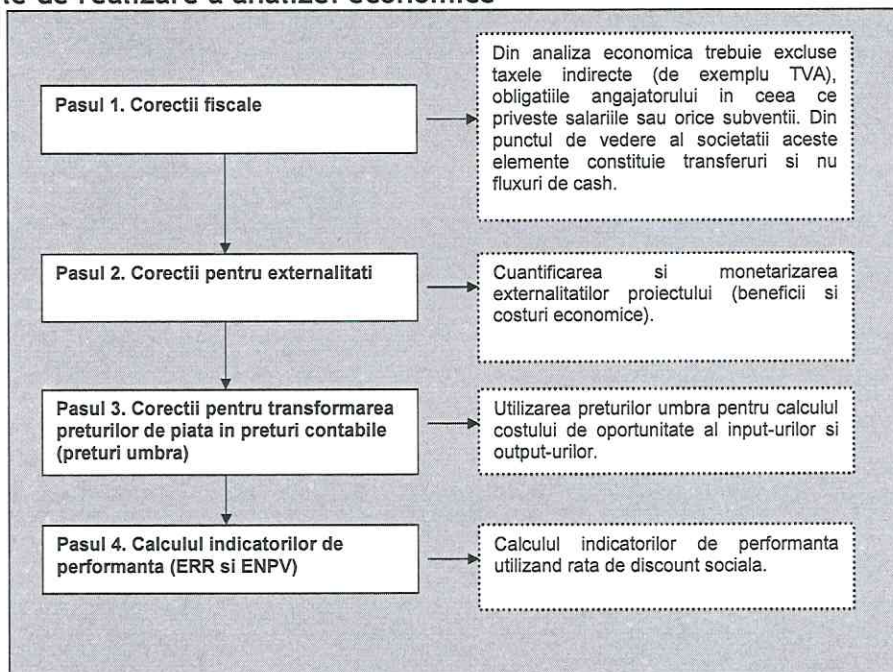 de realizare a analizei economice
Pasul 1. Corectii fiscale
Din analiza economica trebuie excluse
taxele indirecte (de exemplu TVA),
obligatiile angajatorului in ceea ce
priveste salariile sau orice subventii. Din
punctul de vedere al societatii aceste
elemente constituie transferuri si nu
fluxuri de cash.
Pasul 2. Corectii pentru externalitati
Cuantificarea si monetarizarea
externalitatilor proiectului (beneficii si
costuri economice).
Pasul 3. Corectii pentru transformarea
preturilor de piata in preturi contabile
(preturi umbra)
Utilizarea preturilor umbra pentru calculul
costului de oportunitate al input-urilor si
output-urilor.
Pasul 4. Calculul indicatorilor de
performanta (ERR si ENPV)
Calculul indicatorilor de performanta
utilizand rata de discount sociala.